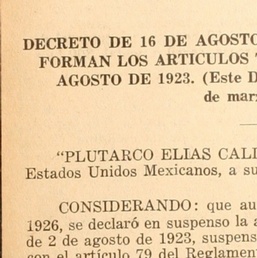 DECRETO DE 16 DE AGOSTO
FORMAN LOS ARTICULOS
AGOSTO DE 1923. (Este D
de mar
"PLUTARCO ELIAS CALL
Estados Unidos Mexicanos, a su
CONSIDERANDO: que au
1926, se declaró en suspenso la a
de 2 de agosto de 1923, suspens
con el artículo 79 del Reglamen